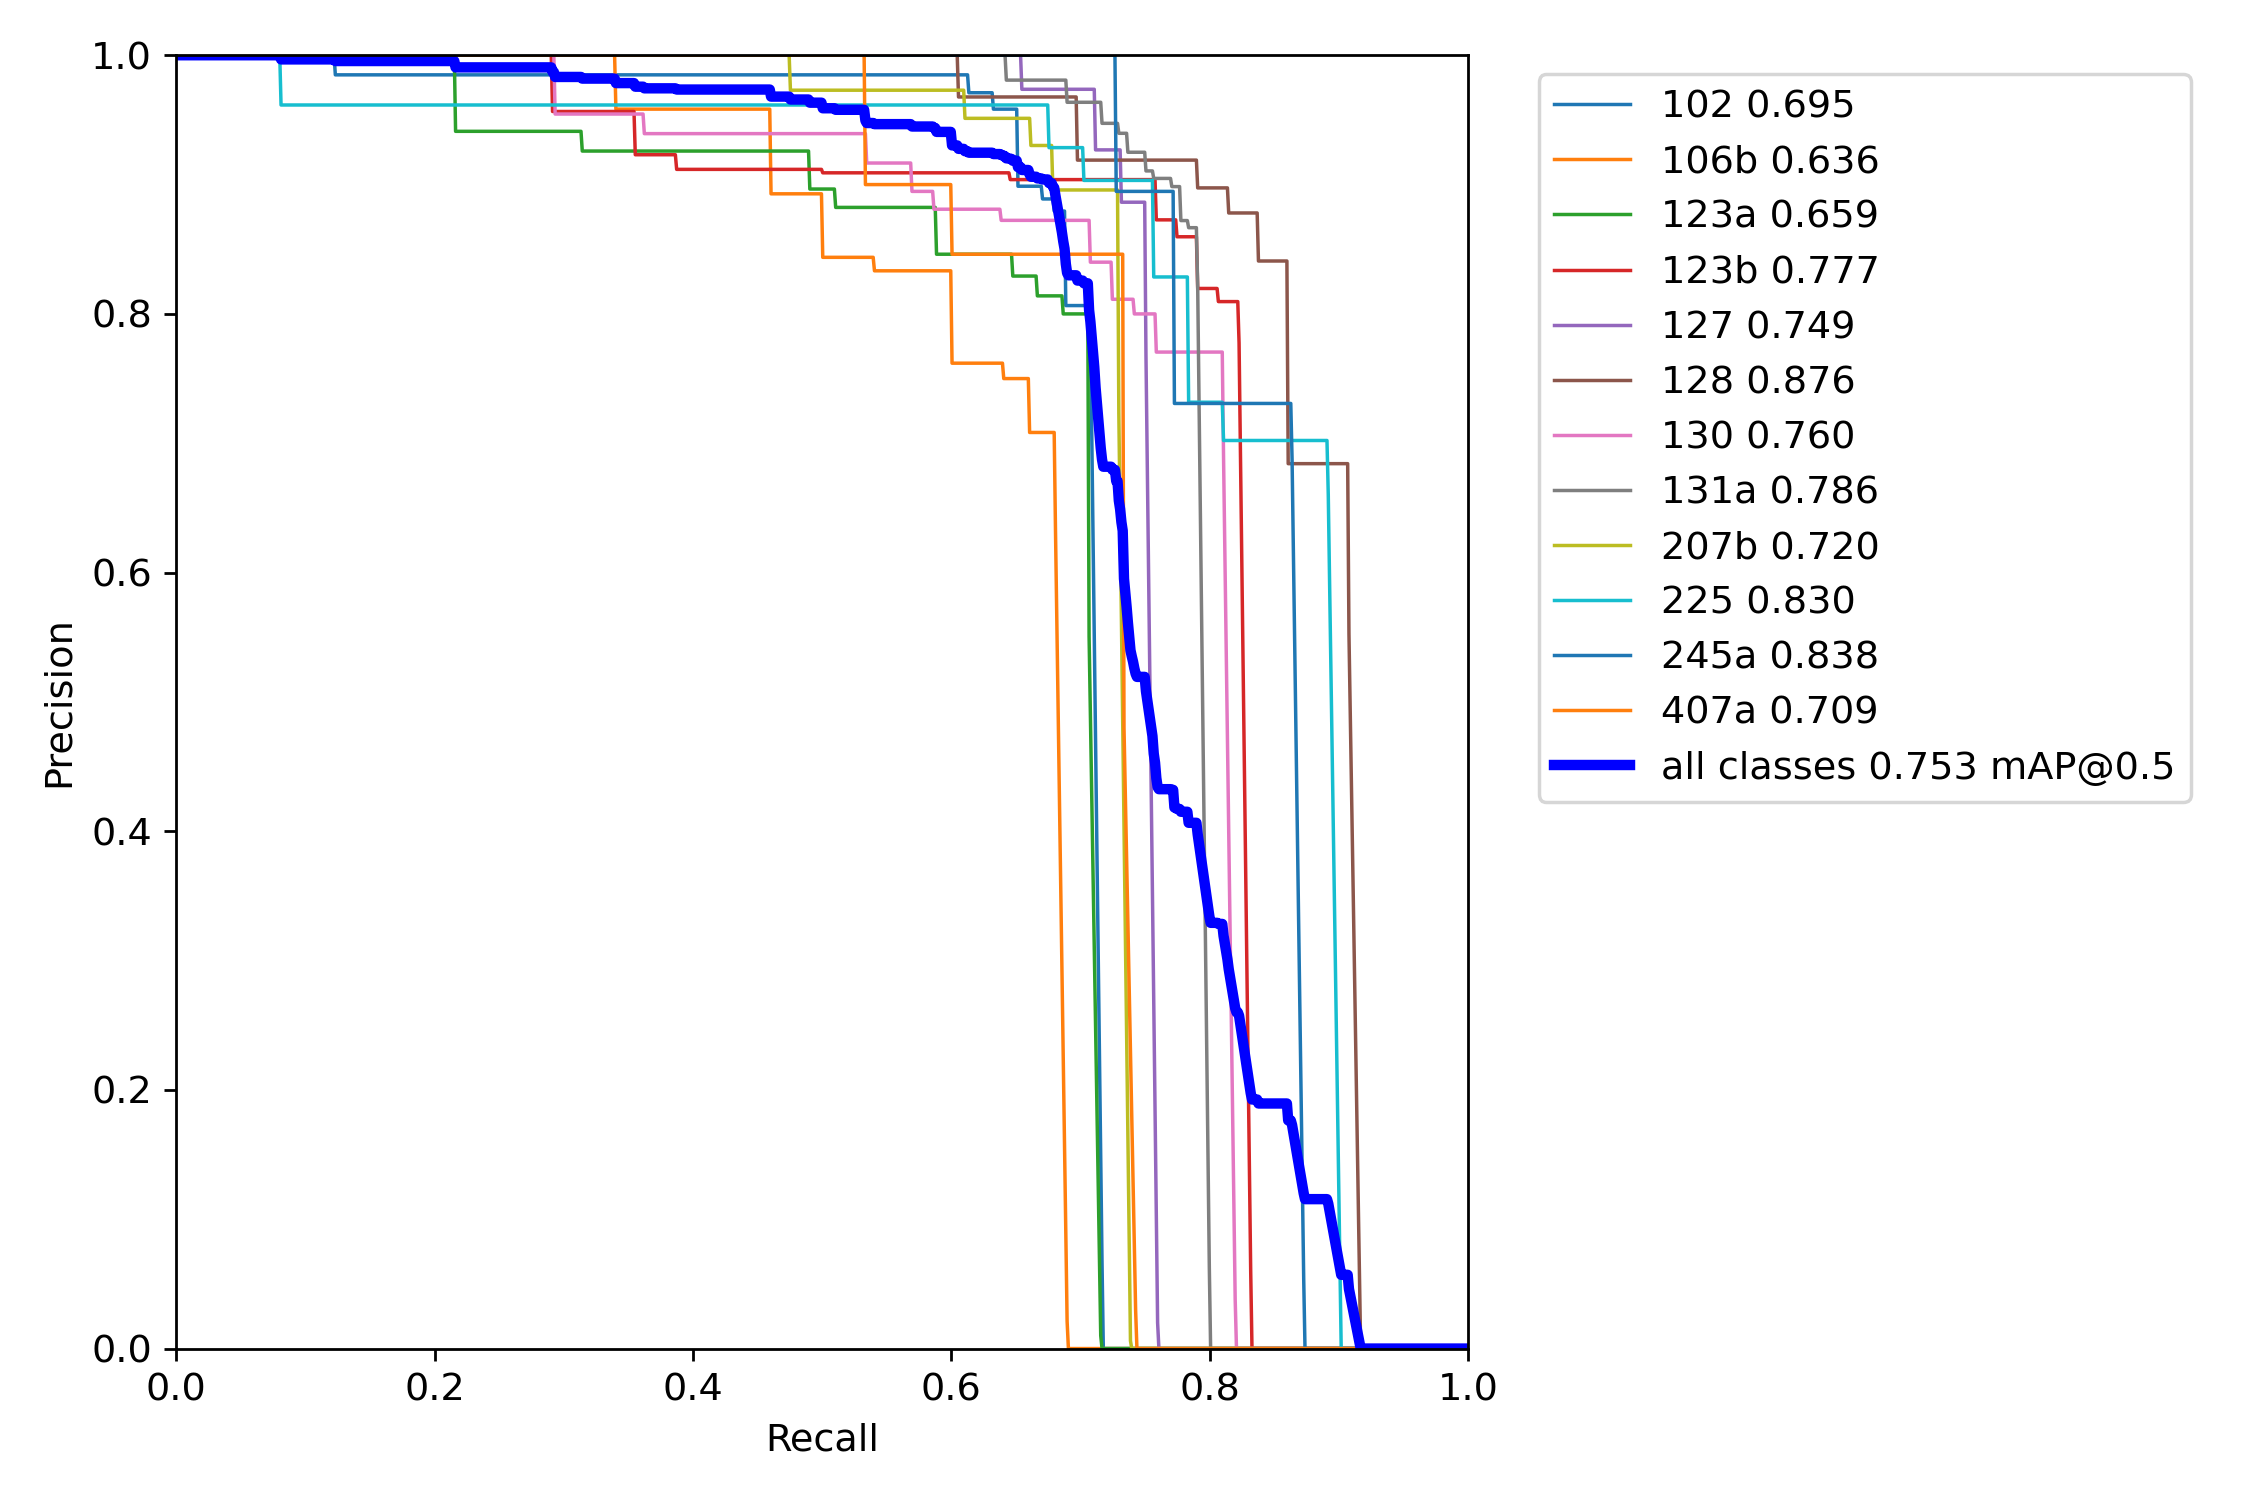 1.0
0.8
0.6
0.4
0.2
0.0
Precision
0.0 0.2 0.4 0.6 0.8 1.0
Recall
102 0.695
106b 0.636
123a 0.659
123b 0.777
127 0.749
128 0.876
130 0.760
131a 0.786
207b 0.720
225 0.830
245a 0.838
407a 0.709
all classes 0.753 mAP@0.5